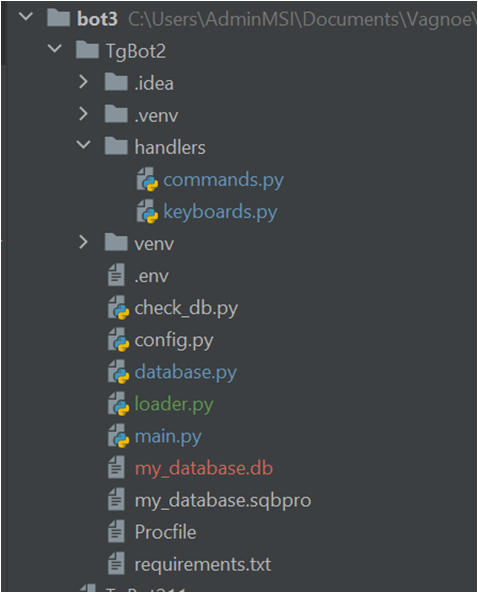 bot3 C:\Users\AdminMSI\Documents\Vagnoe\
TgBot2
.idea
.venv
handlers
commands.py
keyboards.py
venv
.env
check_db.py
config.py
database.py
loader.py
main.py
my_database.db
my_database.sqbpro
Procfile
requirements.txt